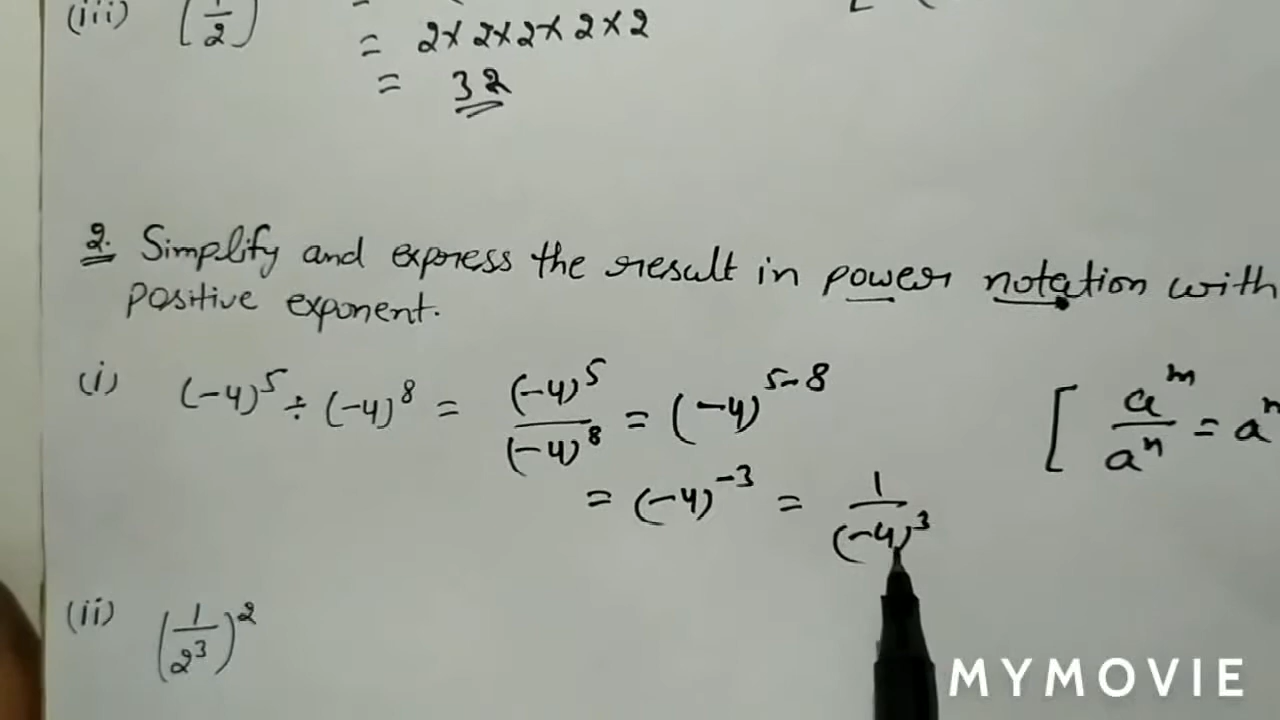 (iii) (1/2)
= 2×2×2×2×2
= 32
2. Simplify and express the result in power notation with
positive exponent.
(i) (-4)^5 ÷ (-4)^8 = (-4)^5/(-4)^8 = (-4)^5-8 [ a^m/a^n = a
= (-4)^-3 = 1/(-4)^3
(ii) (1/2^3)^2
MYMOVIE